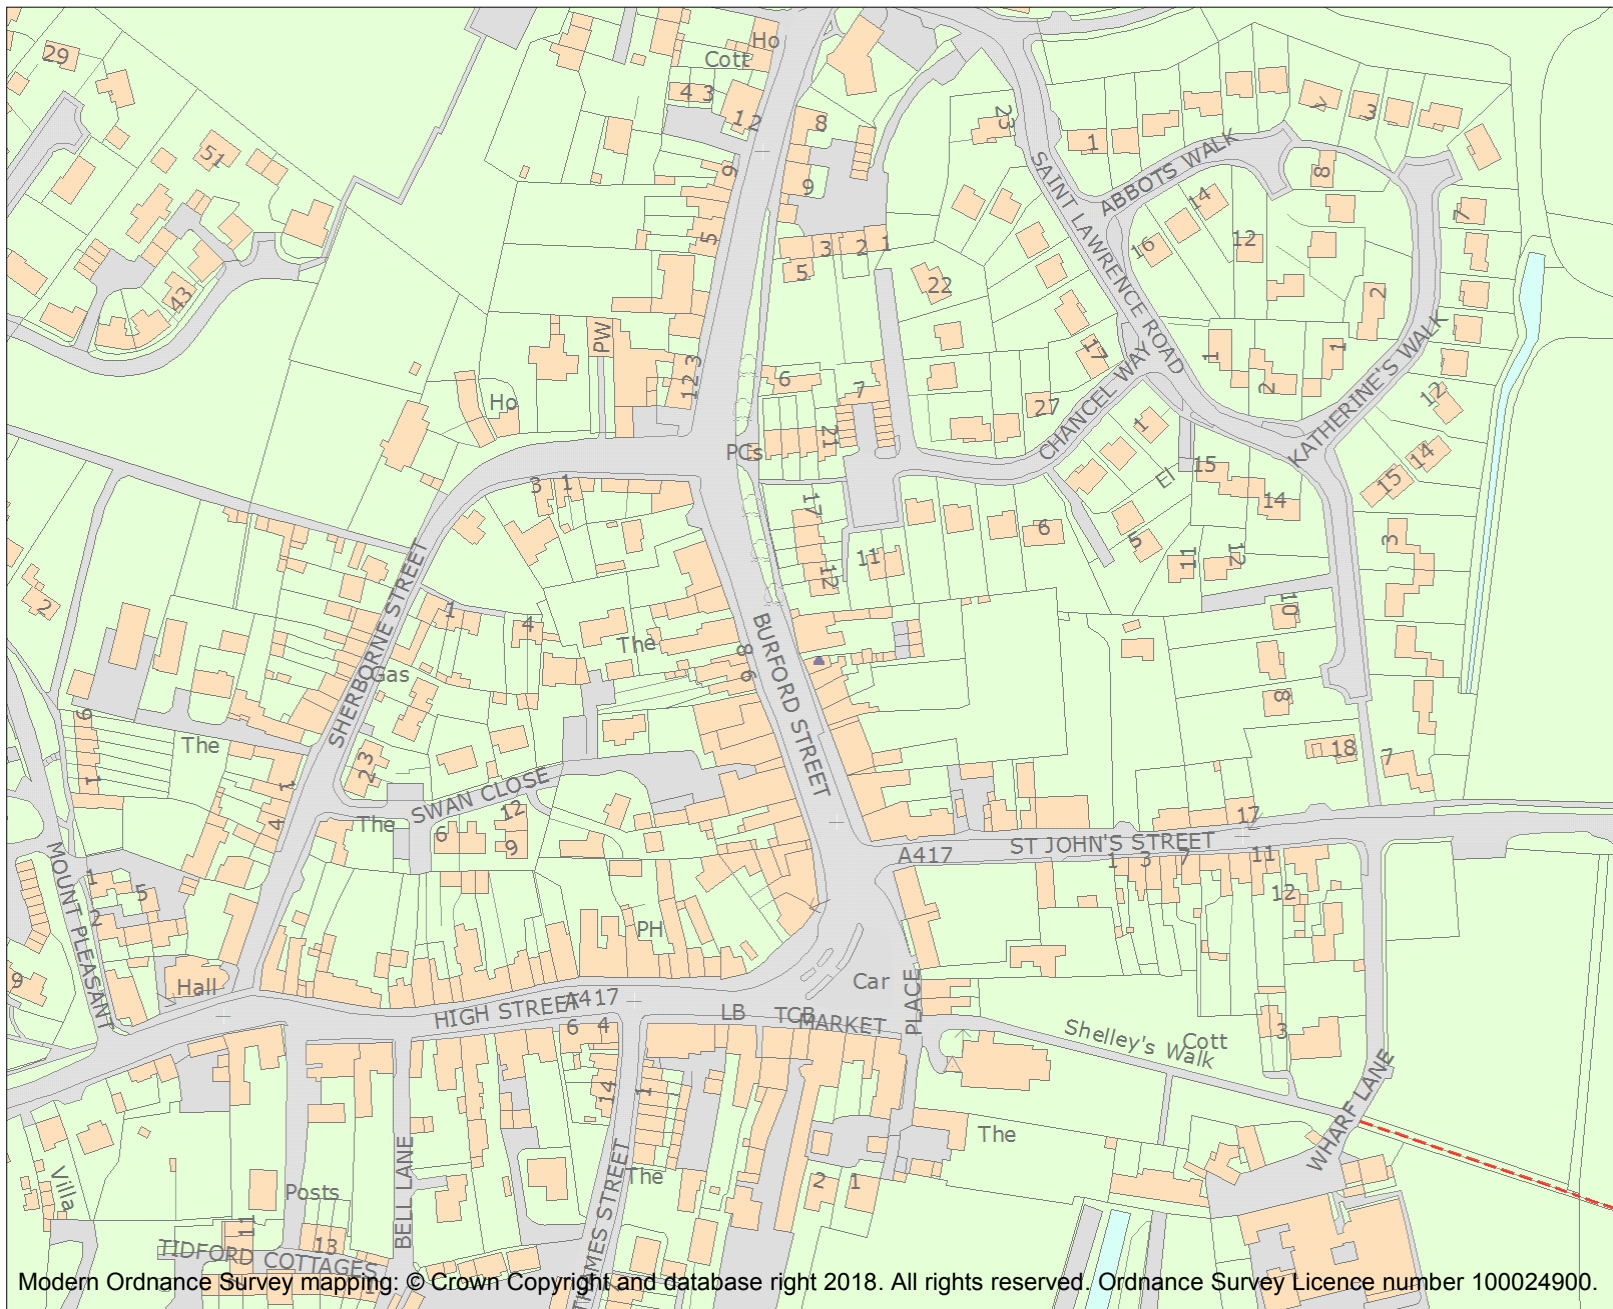 29
51
43
Ho
Cott
4 3
1 2
8
9
9
5
3 2 1
5
22
23
SAINT LAWRENCE ROAD
1
ABBOTS WALK
14
16
12
8
3
7
2
1
2
1
KATHERINE'S WALK
12
14
15
17
CHANCEL WAY
27
1
El
15
14
PW
Ho
12 3
6
7
21
PCs
17
11
12
6
5
11
12
3
10
8
18
7
3 1
2
SHERBORNE STREET
1
4
The
Gas
8 6
BURFORD STREET
The
9
1
23
22
1
4
SWAN CLOSE
The
6
12
9
A417
ST JOHN'S STREET
17
1 3 7
11
12
MOUNT PLEASANT
1
5
2
9
Hall
PH
HIGH STREET
A417
6 4
LB
TCB
MARKET
PLACE
Car
Shelley's Walk
Cott
3
WHARF LANE
14
1
The
The
2 1
THAMES STREET
BELL LANE
Villa
Posts
11
13
TIDFORD COTTAGES
1
Modern Ordnance Survey mapping: © Crown Copyright and database right 2018. All rights reserved. Ordnance Survey Licence number 100024900.